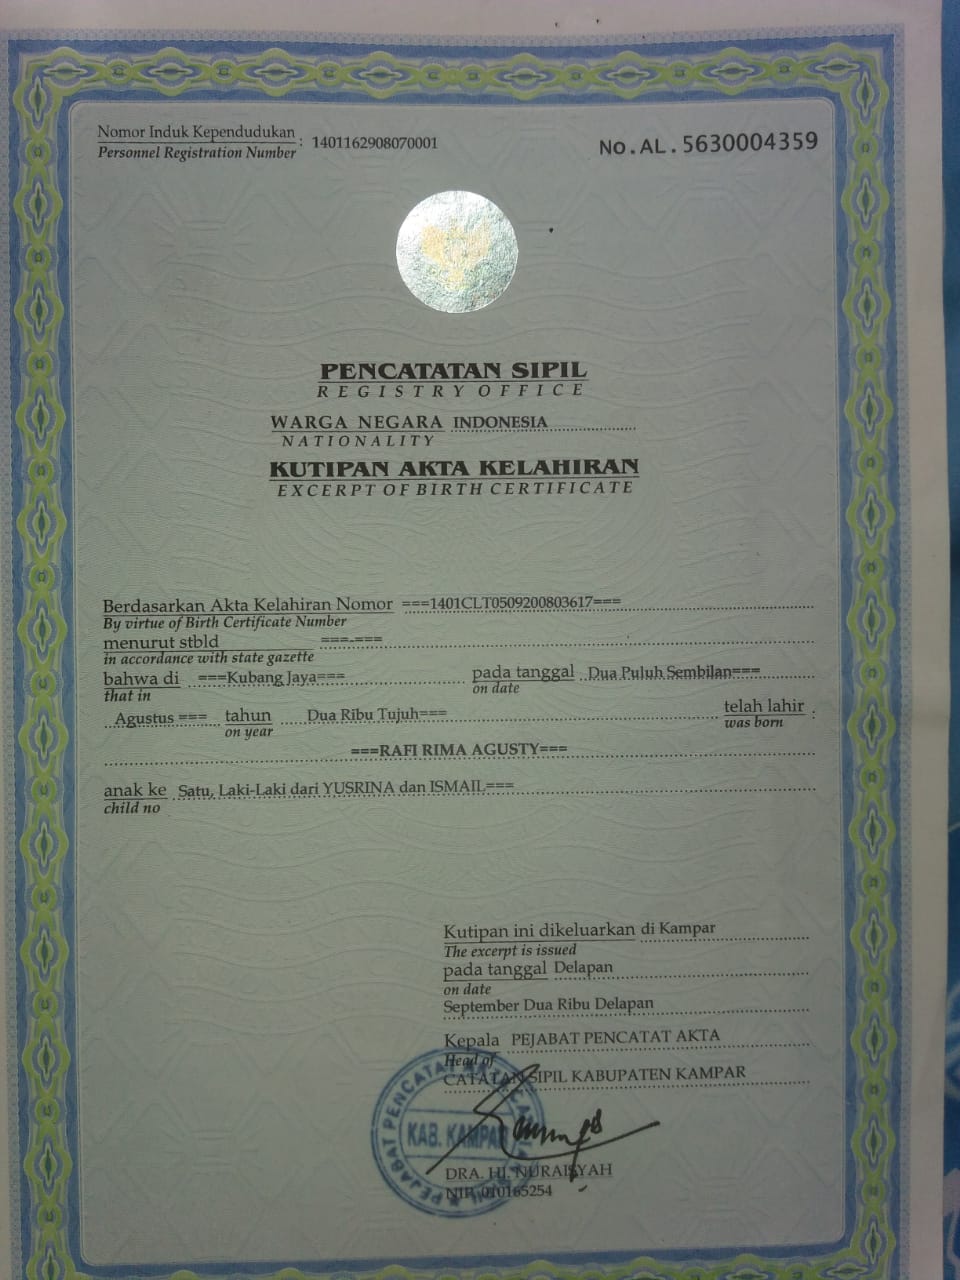 Nomor Induk Kependudukan : 1401162908070001
Personnel Registration Number
No.AL.5630004359
PENCATATAN SIPIL
REGISTRY OFFICE
WARGA NEGARA INDONESIA
NATIONALITY
KUTIPAN AKTA KELAHIRAN
EXCERPT OF BIRTH CERTIFICATE
Berdasarkan Akta Kelahiran Nomor ===1401CLT0509200803617===
By virtue of Birth Certificate Number
menurut stbld ===-===
in accordance with state gazette
bahwa di ===Kubang Jaya=== pada tanggal Dua Puluh Sembilan===
that in on date
Agustus === tahun Dua Ribu Tujuh=== telah lahir :
on year was born
===RAFI RIMA AGUSTY===
anak ke Satu, Laki-Laki dari YUSRINA dan ISMAIL===
child no
Kutipan ini dikeluarkan di Kampar
The excerpt is issued
pada tanggal Delapan
on date
September Dua Ribu Delapan
Kepala PEJABAT PENCATAT AKTA
Head of
CATATAN SIPIL KABUPATEN KAMPAR
PEJABAT PENCATAT
KAB. KAMPAR
DRA. HJ. NURAISYAH
NIP. 010165254